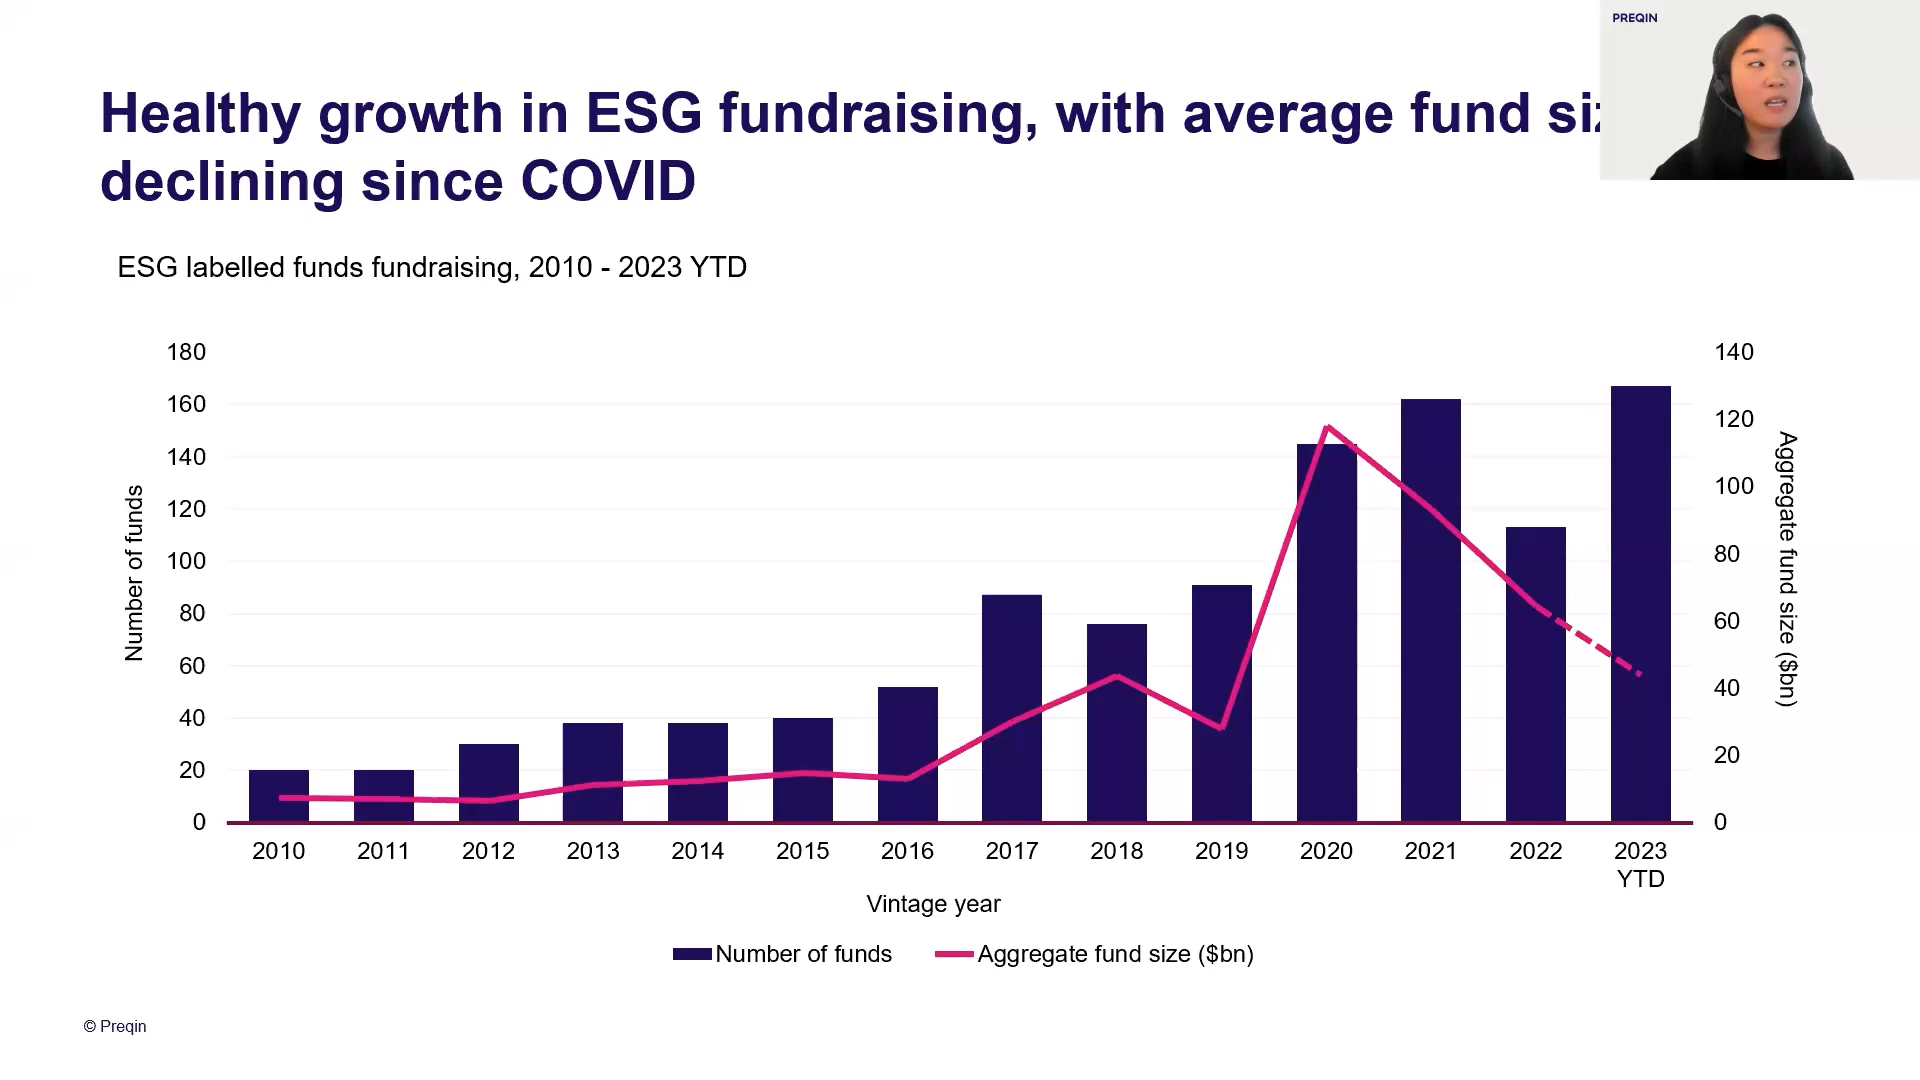 PREQIN
Healthy growth in ESG fundraising, with average fund
declining since COVID
ESG labelled funds fundraising, 2010 - 2023 YTD
180
160
140
120
100
80
60
40
20
0
Number of funds
140
120
100
80
60
40
20
0
Aggregate fund size ($bn)
2010 2011 2012 2013 2014 2015 2016 2017 2018 2019 2020 2021 2022 2023
YTD
Vintage year
Number of funds Aggregate fund size ($bn)
© Preqin